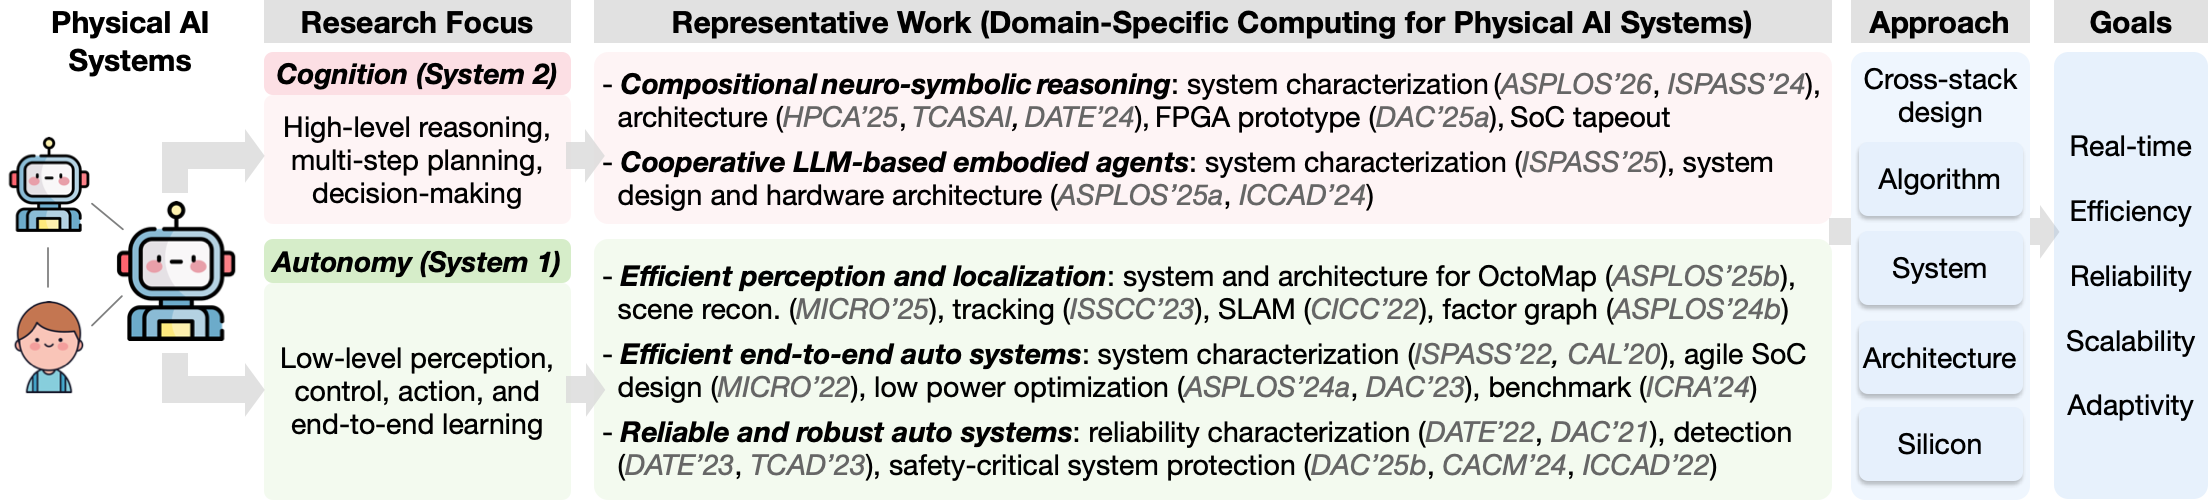 Physical AI
Systems
Research Focus
Representative Work (Domain-Specific Computing for Physical AI Systems)
Approach
Goals
Cognition (System 2)
High-level reasoning,
multi-step planning,
decision-making
- Compositional neuro-symbolic reasoning: system characterization (ASPLOS'26, ISPASS'24),
architecture (HPCA'25, TCASAI, DATE'24), FPGA prototype (DAC'25a), SoC tapeout
- Cooperative LLM-based embodied agents: system characterization (ISPASS'25), system
design and hardware architecture (ASPLOS'25a, ICCAD'24)
Autonomy (System 1)
Low-level perception,
control, action, and
end-to-end learning
- Efficient perception and localization: system and architecture for OctoMap (ASPLOS'25b),
scene recon. (MICRO'25), tracking (ISSCC'23), SLAM (CICC'22), factor graph (ASPLOS'24b)
- Efficient end-to-end auto systems: system characterization (ISPASS'22, CAL'20), agile SoC
design (MICRO'22), low power optimization (ASPLOS'24a, DAC'23), benchmark (ICRA'24)
- Reliable and robust auto systems: reliability characterization (DATE'22, DAC'21), detection
(DATE'23, TCAD'23), safety-critical system protection (DAC'25b, CACM'24, ICCAD'22)
Cross-stack
design
Algorithm
System
Architecture
Silicon
Real-time
Efficiency
Reliability
Scalability
Adaptivity